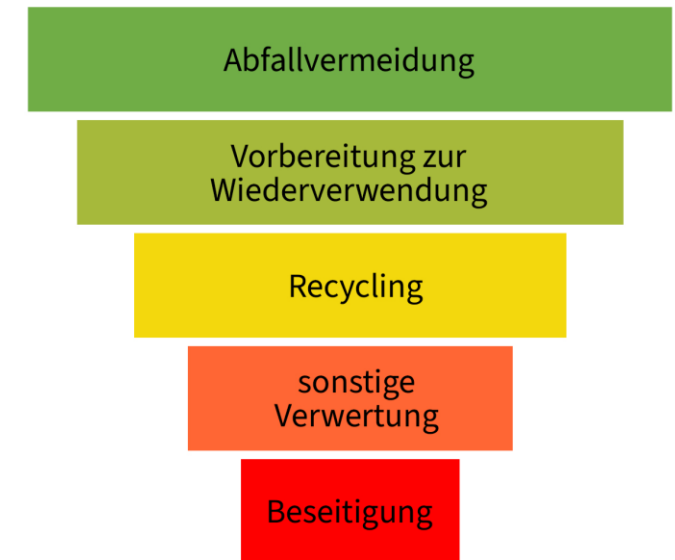 Abfallvermeidung
Vorbereitung zur
Wiederverwendung
Recycling
sonstige
Verwertung
Beseitigung